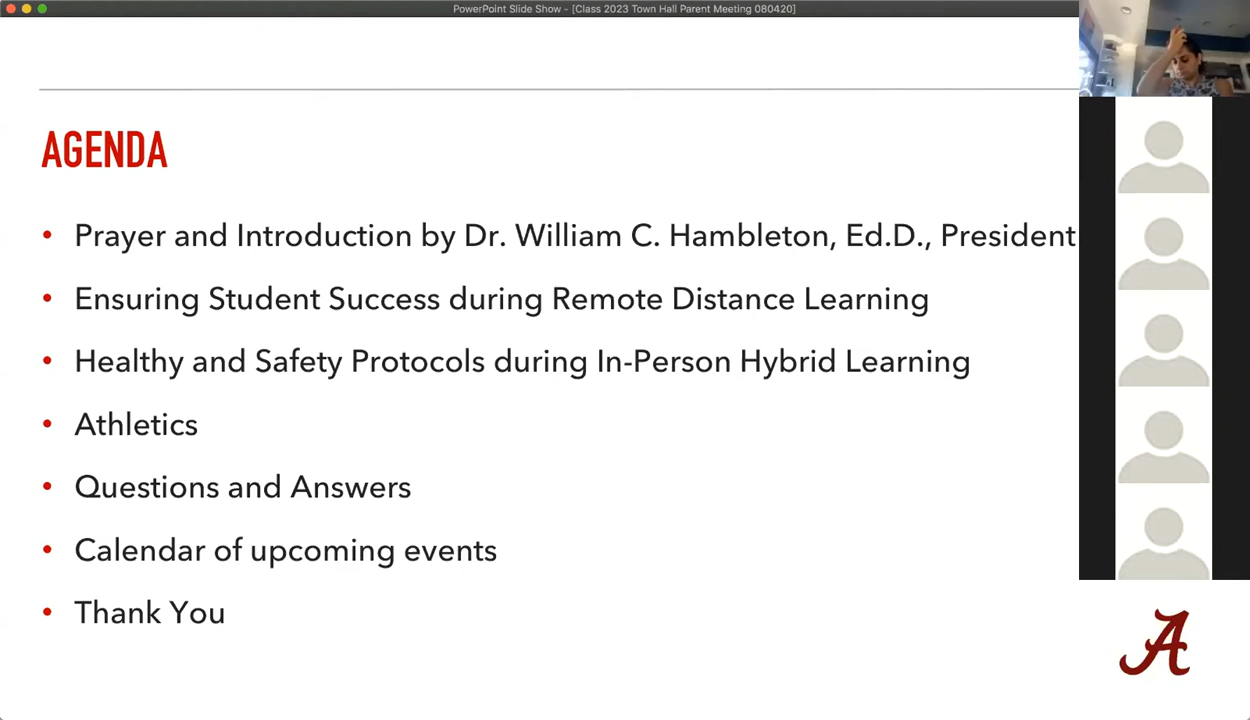 PowerPoint Slide Show - [Class 2023 Town Hall Parent Meeting 080420]
AGENDA
• Prayer and Introduction by Dr. William C. Hambleton, Ed.D., President
• Ensuring Student Success during Remote Distance Learning
• Healthy and Safety Protocols during In-Person Hybrid Learning
• Athletics
• Questions and Answers
• Calendar of upcoming events
• Thank You
A